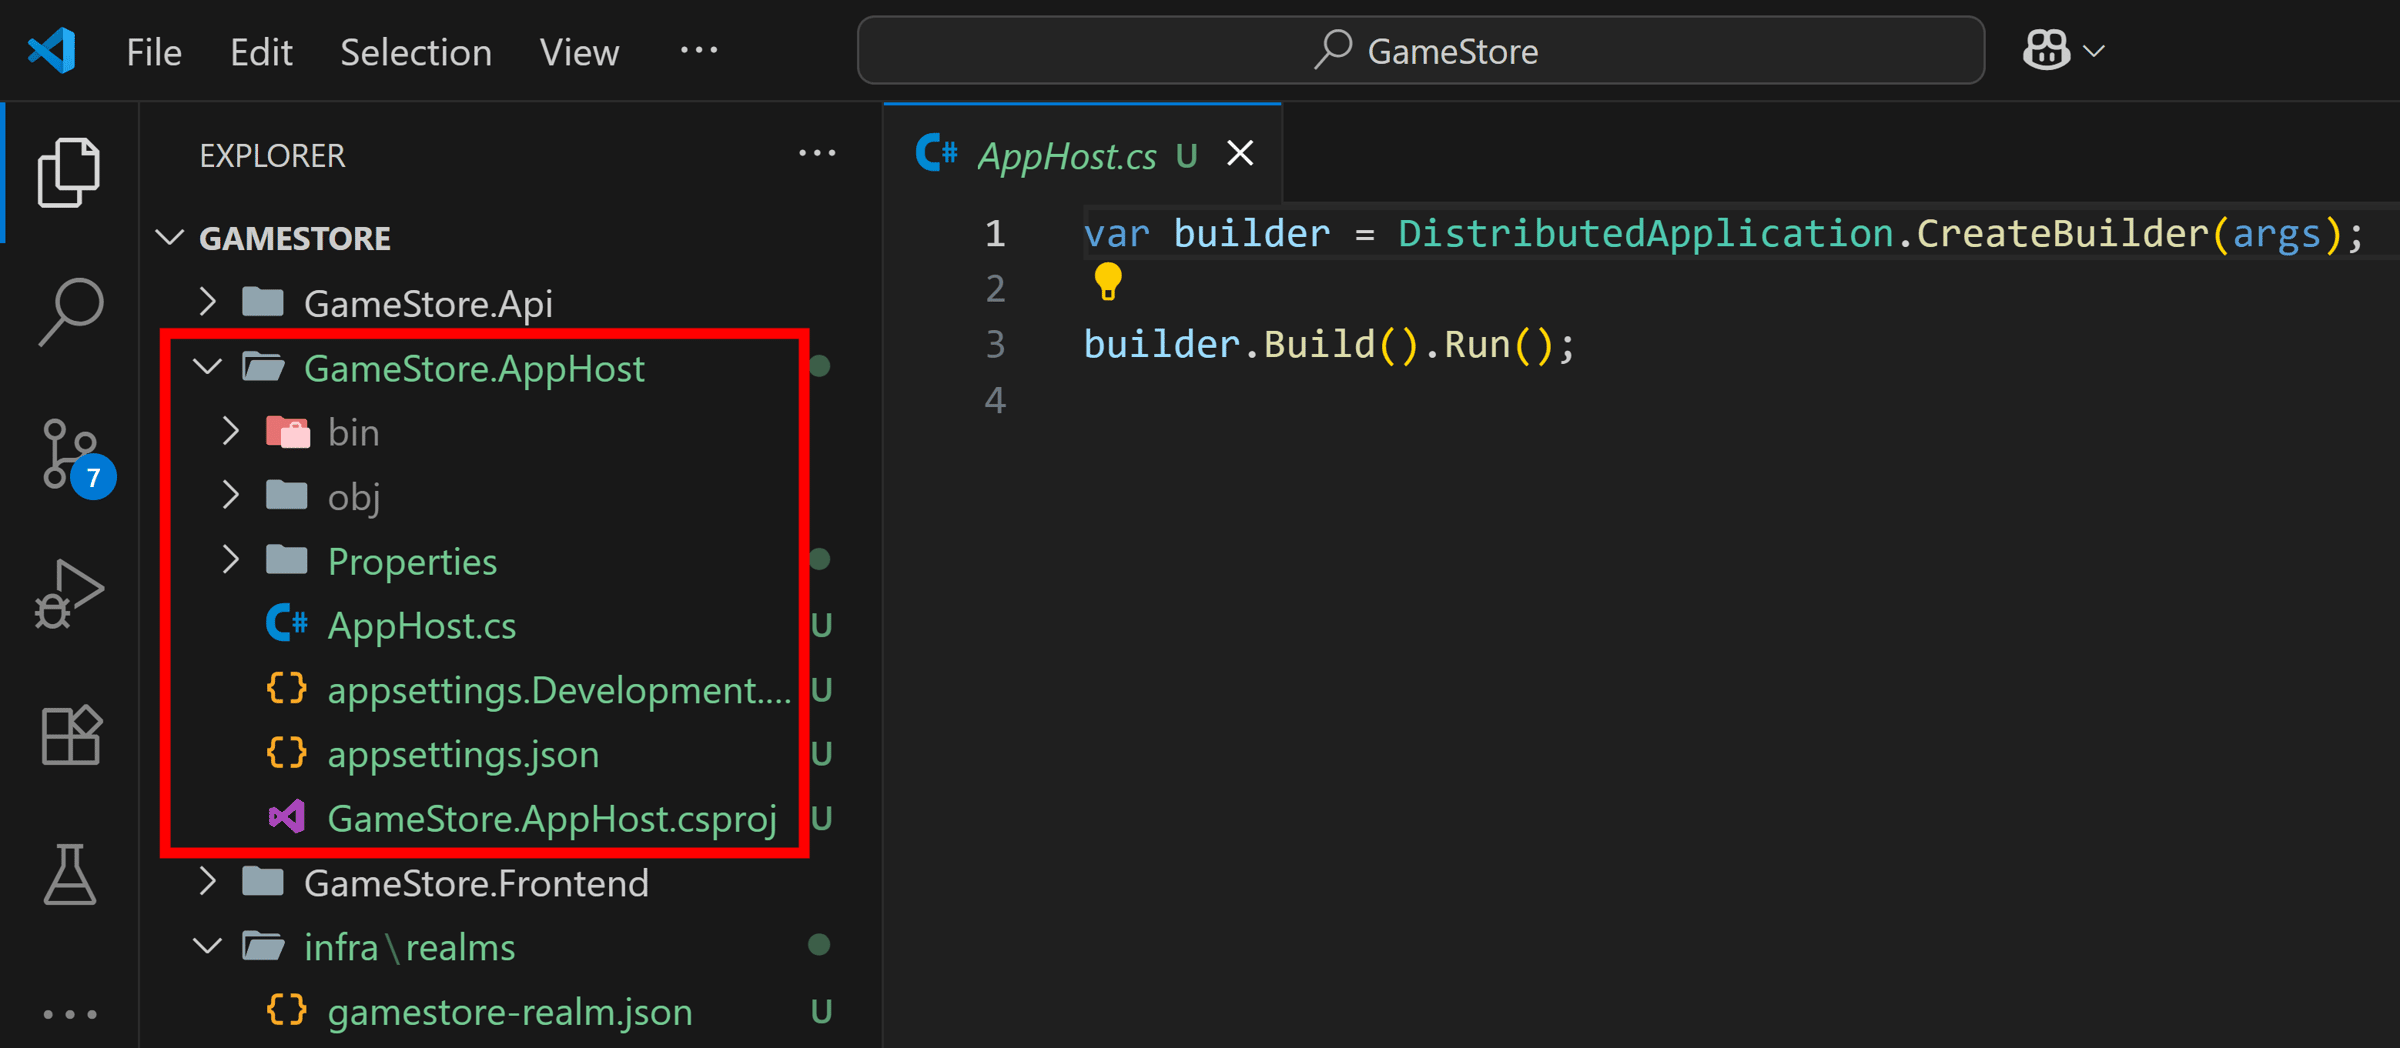 File Edit Selection View ··· GameStore
EXPLORER ···
GAMESTORE
GameStore.Api
GameStore.AppHost
bin
obj
Properties
AppHost.cs U
appsettings.Development.... U
appsettings.json U
GameStore.AppHost.csproj U
GameStore.Frontend
infra\realms
gamestore-realm.json U
7
AppHost.cs U
1 var builder = DistributedApplication.CreateBuilder(args);
2
3 builder.Build().Run();
4